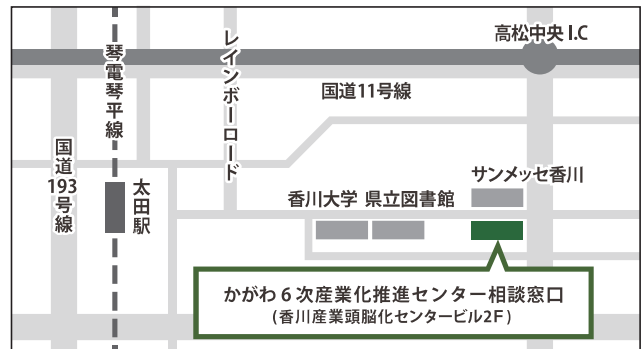 高松中央 I.C
琴電琴平線
レインボーロード
国道11号線
国道193号線
太田駅
サンメッセ香川
香川大学 県立図書館
かがわ6次産業化推進センター相談窓口
(香川産業頭脳化センタービル2F)